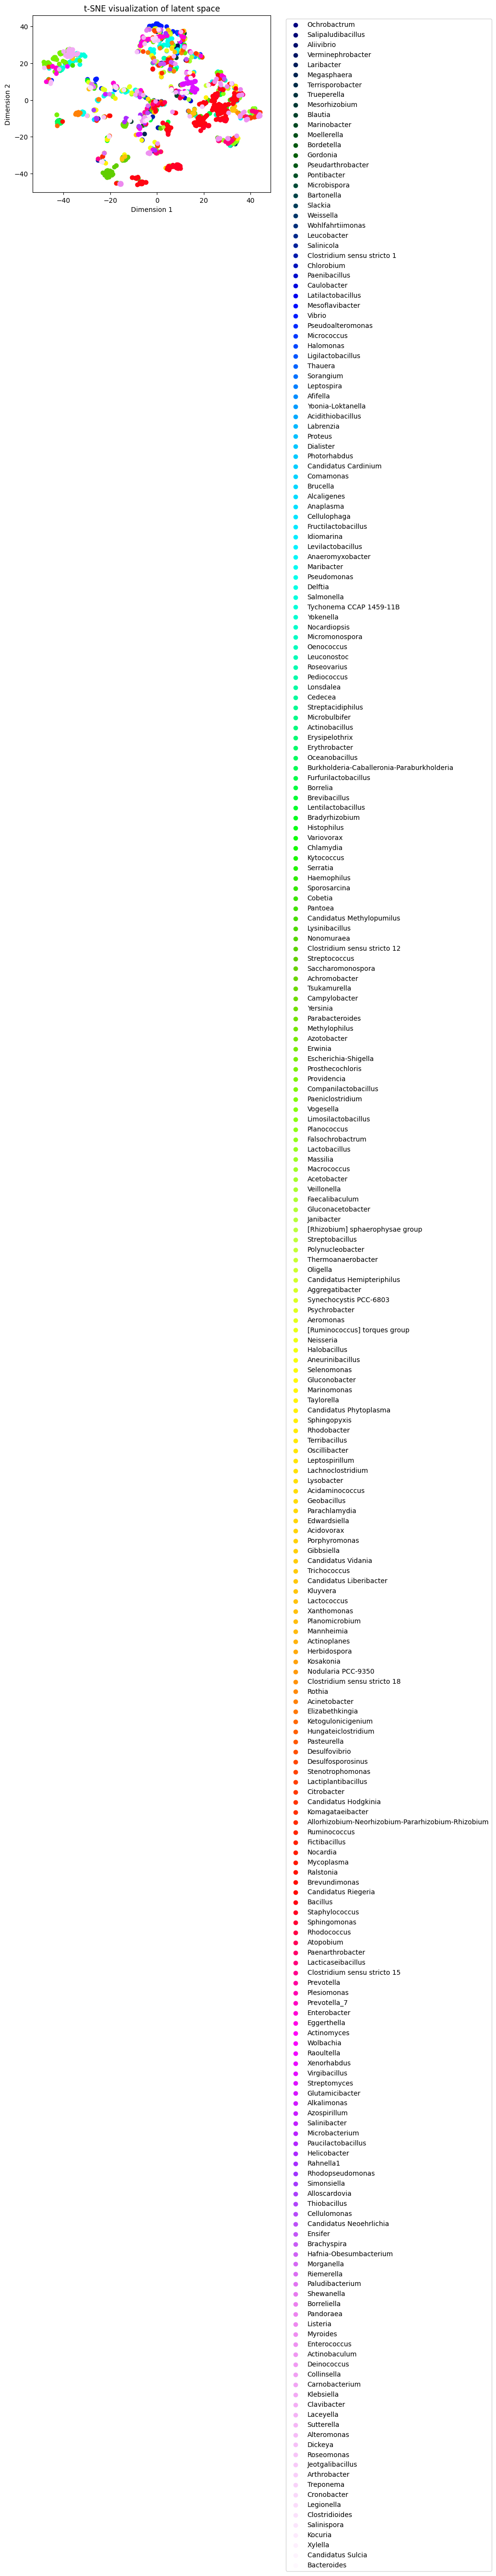 t-SNE visualization of latent space
40
20
0
−20
−40
Dimension 2
−40
−20
0
20
40
Dimension 1
Ochrobactrum
Salipaludibacillus
Aliivibrio
Verminephrobacter
Laribacter
Megasphaera
Terrisporobacter
Trueperella
Mesorhizobium
Blautia
Marinobacter
Moellerella
Bordetella
Gordonia
Pseudarthrobacter
Pontibacter
Microbispora
Bartonella
Slackia
Weissella
Wohlfahrtiimonas
Leucobacter
Salinicola
Clostridium sensu stricto 1
Chlorobium
Paenibacillus
Caulobacter
Latilactobacillus
Mesoflavibacter
Vibrio
Pseudoalteromonas
Micrococcus
Halomonas
Ligilactobacillus
Thauera
Sorangium
Leptospira
Afifella
Yoonia-Loktanella
Acidithiobacillus
Labrenzia
Proteus
Dialister
Photorhabdus
Candidatus Cardinium
Comamonas
Brucella
Alcaligenes
Anaplasma
Cellulophaga
Fructilactobacillus
Idiomarina
Levilactobacillus
Anaeromyxobacter
Maribacter
Pseudomonas
Delftia
Salmonella
Tychonema CCAP 1459-11B
Yokenella
Nocardiopsis
Micromonospora
Oenococcus
Leuconostoc
Roseovarius
Pediococcus
Lonsdalea
Cedecea
Streptacidiphilus
Microbulbifer
Actinobacillus
Erysipelothrix
Erythrobacter
Oceanobacillus
Burkholderia-Caballeronia-Paraburkholderia
Furfurilactobacillus
Borrelia
Brevibacillus
Lentilactobacillus
Bradyrhizobium
Histophilus
Variovorax
Chlamydia
Kytococcus
Serratia
Haemophilus
Sporosarcina
Cobetia
Pantoea
Candidatus Methylopumilus
Lysinibacillus
Nonomuraea
Clostridium sensu stricto 12
Streptococcus
Saccharomonospora
Achromobacter
Tsukamurella
Campylobacter
Yersinia
Parabacteroides
Methylophilus
Azotobacter
Erwinia
Escherichia-Shigella
Prosthecochloris
Providencia
Companilactobacillus
Paeniclostridium
Vogesella
Limosilactobacillus
Planococcus
Falsochrobactrum
Lactobacillus
Massilia
Macrococcus
Acetobacter
Veillonella
Faecalibaculum
Gluconacetobacter
Janibacter
[Rhizobium] sphaerophysae group
Streptobacillus
Polynucleobacter
Thermoanaerobacter
Oligella
Candidatus Hemipteriphilus
Aggregatibacter
Synechocystis PCC-6803
Psychrobacter
Aeromonas
[Ruminococcus] torques group
Neisseria
Halobacillus
Aneurinibacillus
Selenomonas
Gluconobacter
Marinomonas
Taylorella
Candidatus Phytoplasma
Sphingopyxis
Rhodobacter
Terribacillus
Oscillibacter
Leptospirillum
Lachnoclostridium
Lysobacter
Acidaminococcus
Geobacillus
Parachlamydia
Edwardsiella
Acidovorax
Porphyromonas
Gibbsiella
Candidatus Vidania
Trichococcus
Candidatus Liberibacter
Kluyvera
Lactococcus
Xanthomonas
Planomicrobium
Mannheimia
Actinoplanes
Herbidospora
Kosakonia
Nodularia PCC-9350
Clostridium sensu stricto 18
Rothia
Acinetobacter
Elizabethkingia
Ketogulonicigenium
Hungateiclostridium
Pasteurella
Desulfovibrio
Desulfosporosinus
Stenotrophomonas
Lactiplantibacillus
Citrobacter
Candidatus Hodgkinia
Komagataeibacter
Allorhizobium-Neorhizobium-Pararhizobium-Rhizobium
Ruminococcus
Fictibacillus
Nocardia
Mycoplasma
Ralstonia
Brevundimonas
Candidatus Riegeria
Bacillus
Staphylococcus
Sphingomonas
Rhodococcus
Atopobium
Paenarthrobacter
Lacticaseibacillus
Clostridium sensu stricto 15
Prevotella
Plesiomonas
Prevotella_7
Enterobacter
Eggerthella
Actinomyces
Wolbachia
Raoultella
Xenorhabdus
Virgibacillus
Streptomyces
Glutamicibacter
Alkalimonas
Azospirillum
Salinibacter
Microbacterium
Paucilactobacillus
Helicobacter
Rahnella1
Rhodopseudomonas
Simonsiella
Alloscardovia
Thiobacillus
Cellulomonas
Candidatus Neoehrlichia
Ensifer
Brachyspira
Hafnia-Obesumbacterium
Morganella
Riemerella
Paludibacterium
Shewanella
Borreliella
Pandoraea
Listeria
Myroides
Enterococcus
Actinobaculum
Deinococcus
Collinsella
Carnobacterium
Klebsiella
Clavibacter
Laceyella
Sutterella
Alteromonas
Dickeya
Roseomonas
Jeotgalibacillus
Arthrobacter
Treponema
Cronobacter
Legionella
Clostridioides
Salinispora
Kocuria
Xylella
Candidatus Sulcia
Bacteroides